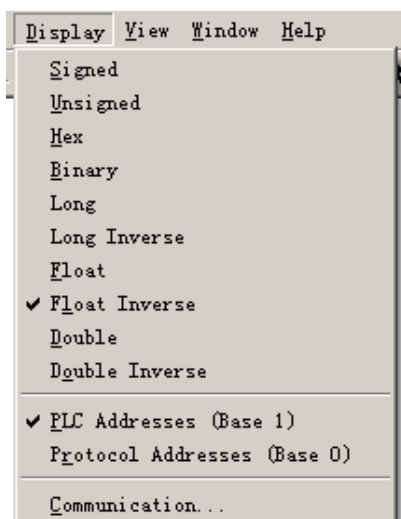 Display View Window Help
Signed
Unsigned
Hex
Binary
Long
Long Inverse
Float
Float Inverse
Double
Double Inverse
PLC Addresses (Base 1)
Protocol Addresses (Base 0)
Communication...